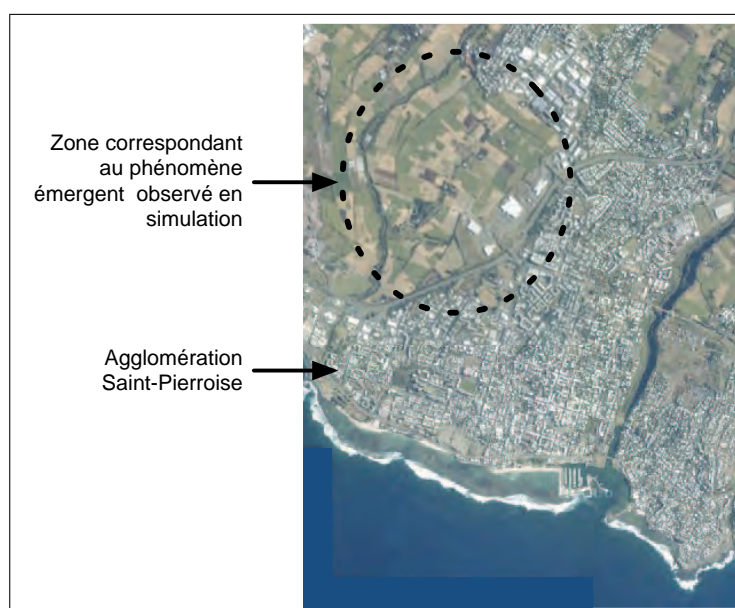 Zone correspondant
au phénomène
émergent observé en
simulation
Agglomération
Saint-Pierroise